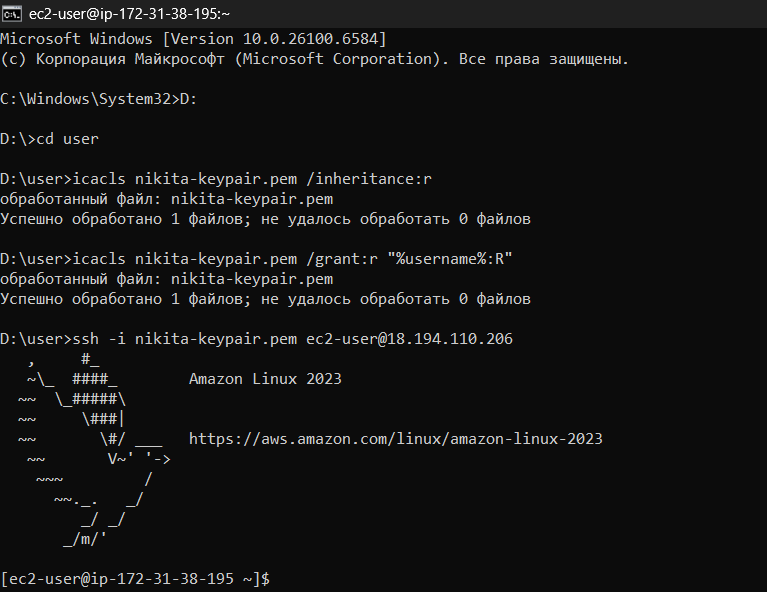 ec2-user@ip-172-31-38-195:~
Microsoft Windows [Version 10.0.26100.6584]
(c) Корпорация Майкрософт (Microsoft Corporation). Все права защищены.
C:\Windows\System32>D:
D:\>cd user
D:\user>icacls nikita-keypair.pem /inheritance:r
обработанный файл: nikita-keypair.pem
Успешно обработано 1 файлов; не удалось обработать 0 файлов
D:\user>icacls nikita-keypair.pem /grant:r "%username%:R"
обработанный файл: nikita-keypair.pem
Успешно обработано 1 файлов; не удалось обработать 0 файлов
D:\user>ssh -i nikita-keypair.pem ec2-user@18.194.110.206
   ,     #_
   ~\_  ####_        Amazon Linux 2023
  ~~  \_#####\
  ~~     \###|
  ~~       \#/ ___   https://aws.amazon.com/linux/amazon-linux-2023
   ~~       V~' '->
    ~~~         /
      ~~._.   _/
         _/ _/
       _/m/'
[ec2-user@ip-172-31-38-195 ~]$